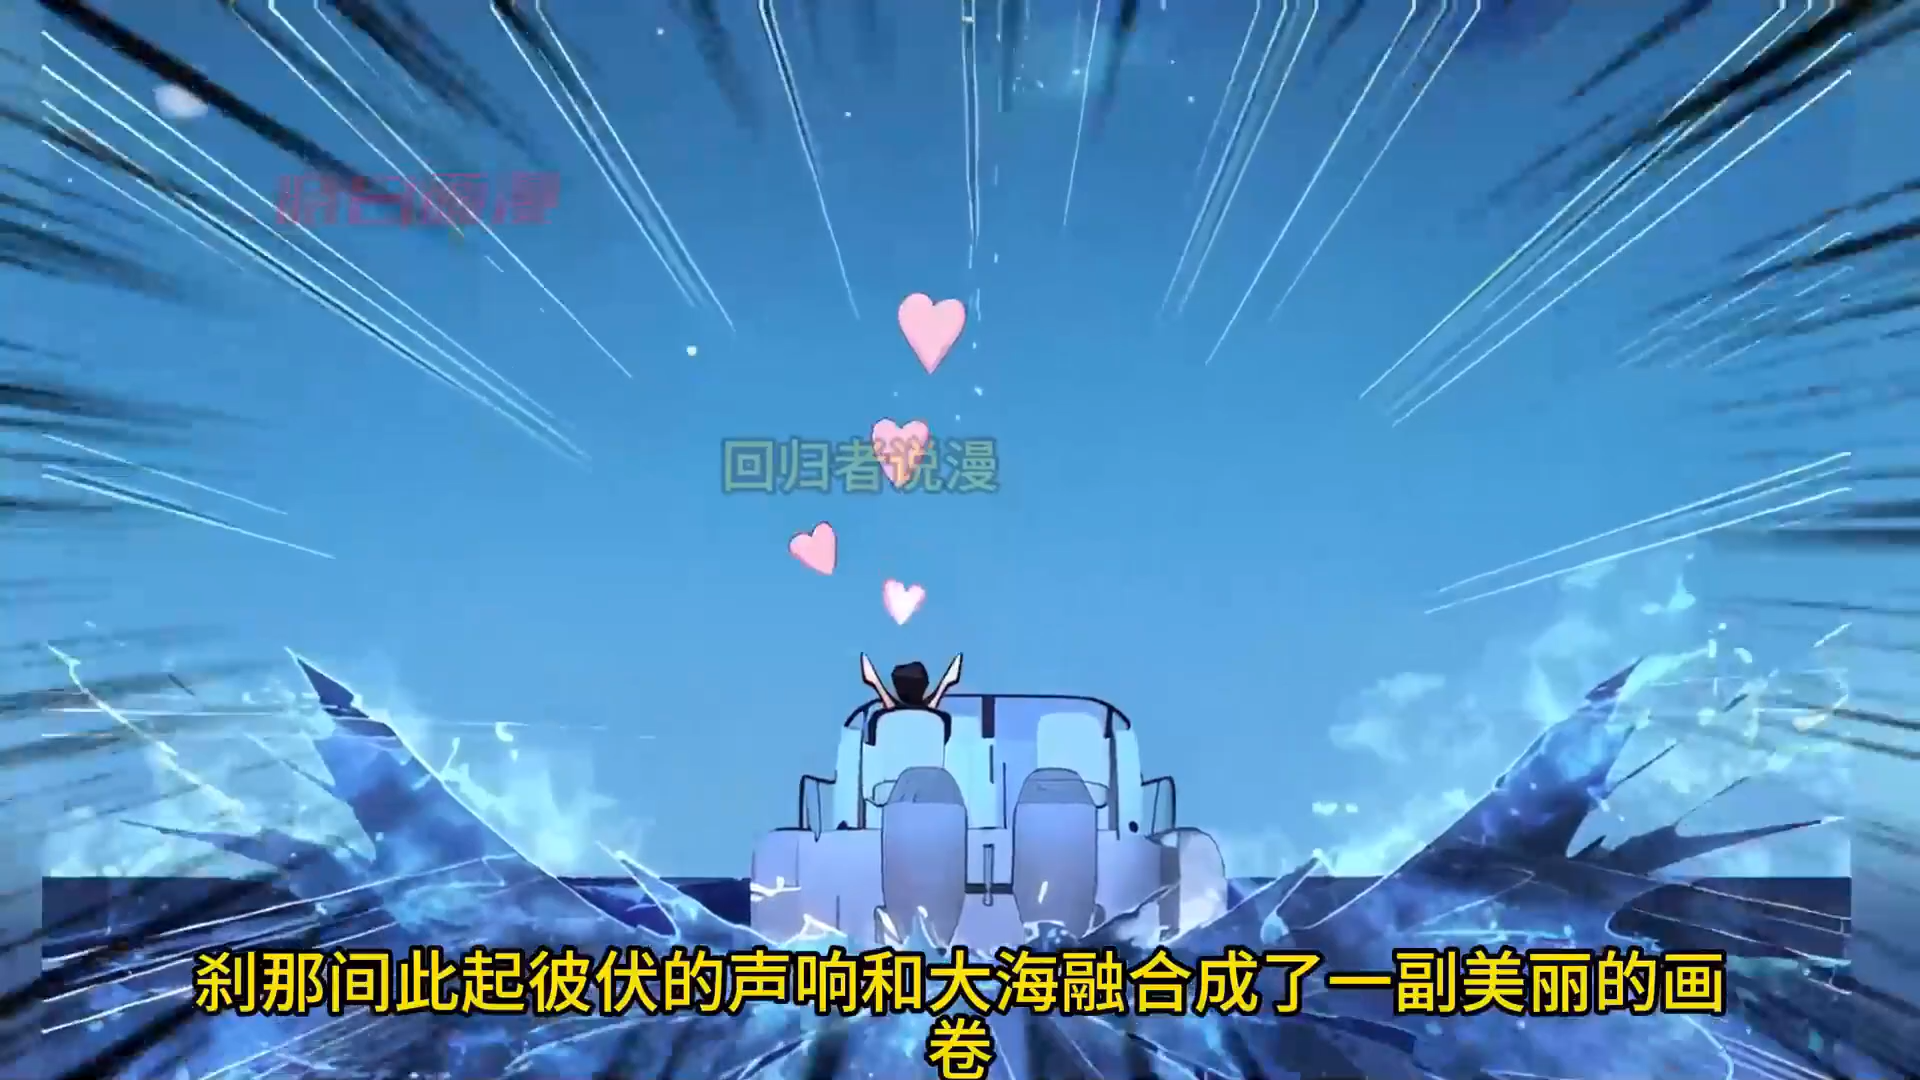 回归者说漫
刹那间此起彼伏的声响和大海融合成了一副美丽的画
卷